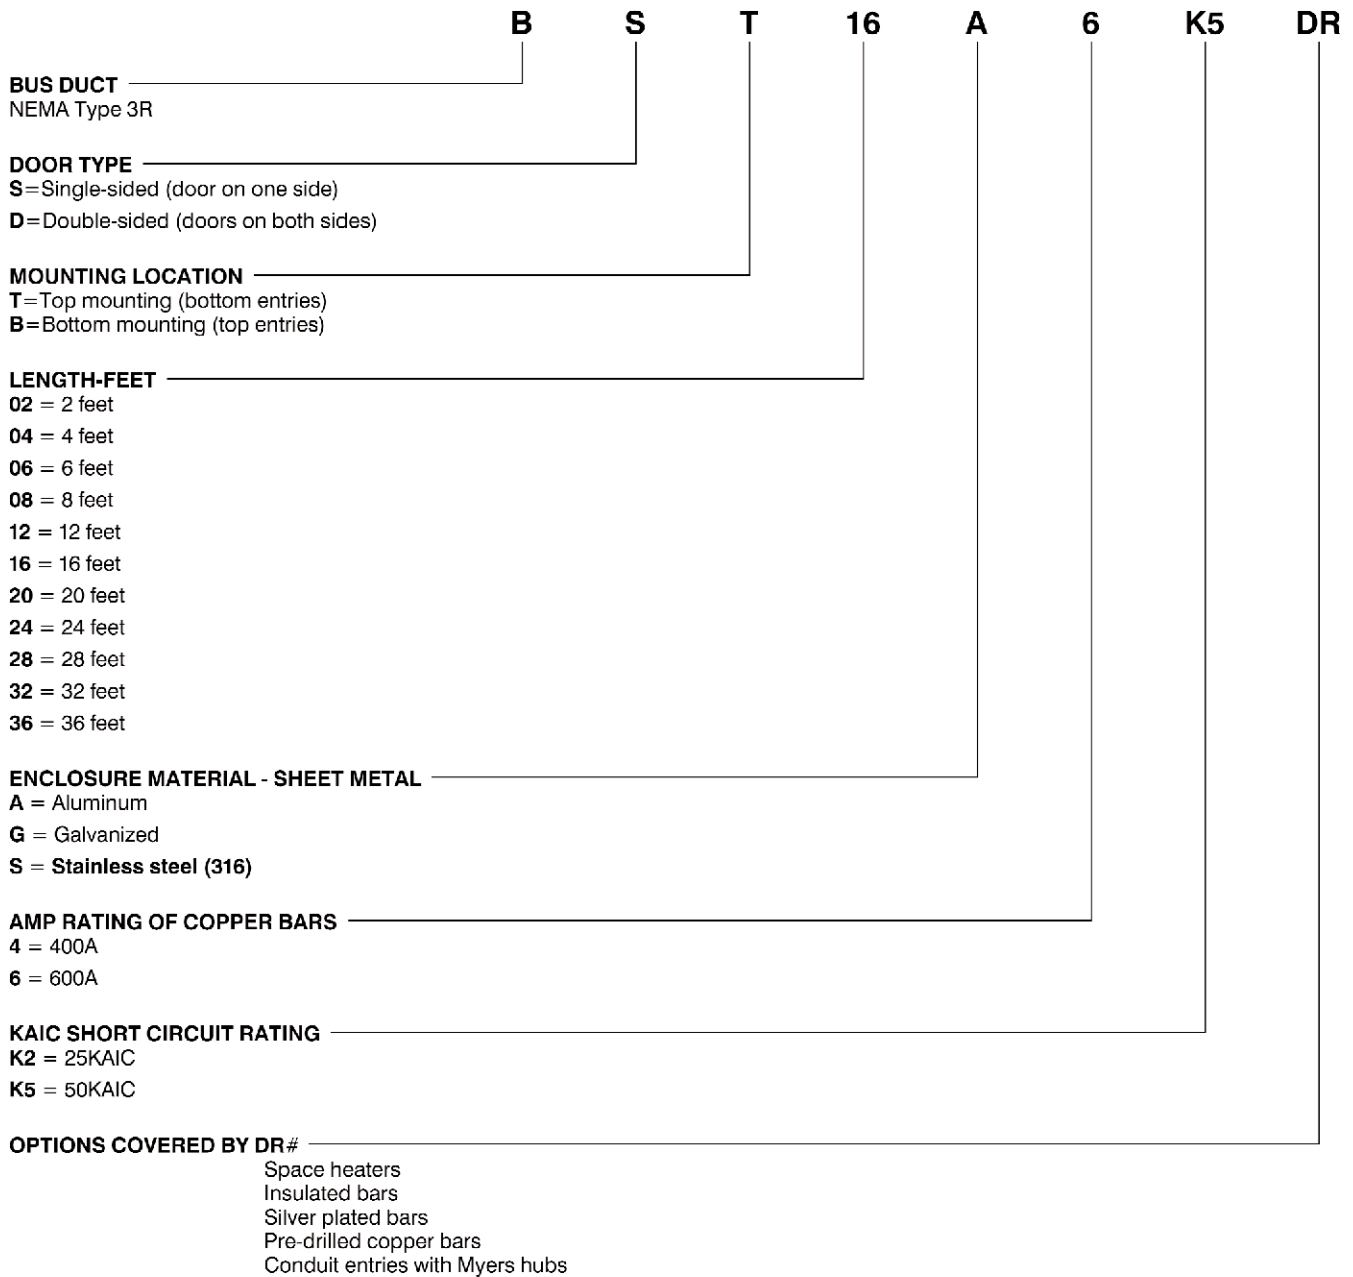 B S T 16 A 6 K5 DR
BUS DUCT
NEMA Type 3R
DOOR TYPE
S=Single-sided (door on one side)
D=Double-sided (doors on both sides)
MOUNTING LOCATION
T=Top mounting (bottom entries)
B=Bottom mounting (top entries)
LENGTH-FEET
02 = 2 feet
04 = 4 feet
06 = 6 feet
08 = 8 feet
12 = 12 feet
16 = 16 feet
20 = 20 feet
24 = 24 feet
28 = 28 feet
32 = 32 feet
36 = 36 feet
ENCLOSURE MATERIAL - SHEET METAL
A = Aluminum
G = Galvanized
S = Stainless steel (316)
AMP RATING OF COPPER BARS
4 = 400A
6 = 600A
KAIC SHORT CIRCUIT RATING
K2 = 25KAIC
K5 = 50KAIC
OPTIONS COVERED BY DR#
Space heaters
Insulated bars
Silver plated bars
Pre-drilled copper bars
Conduit entries with Myers hubs